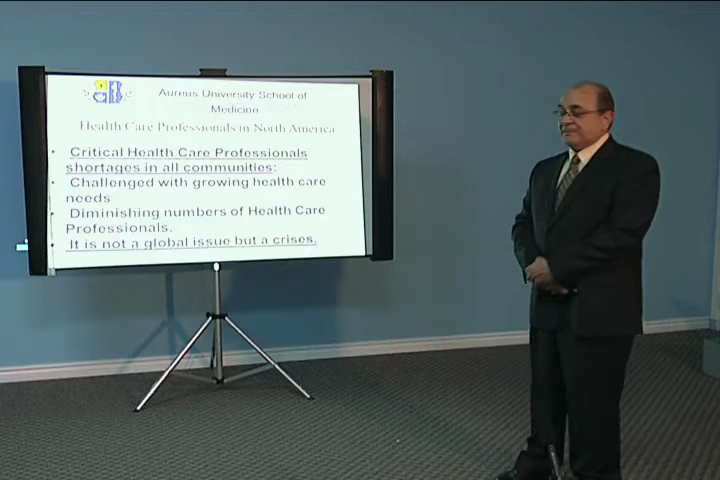 Aureus University School of
Medicine
Health Care Professionals in North America
• Critical Health Care Professionals
shortages in all communities:
• Challenged with growing health care
needs
• Diminishing numbers of Health Care
Professionals.
• It is not a global issue but a crises.